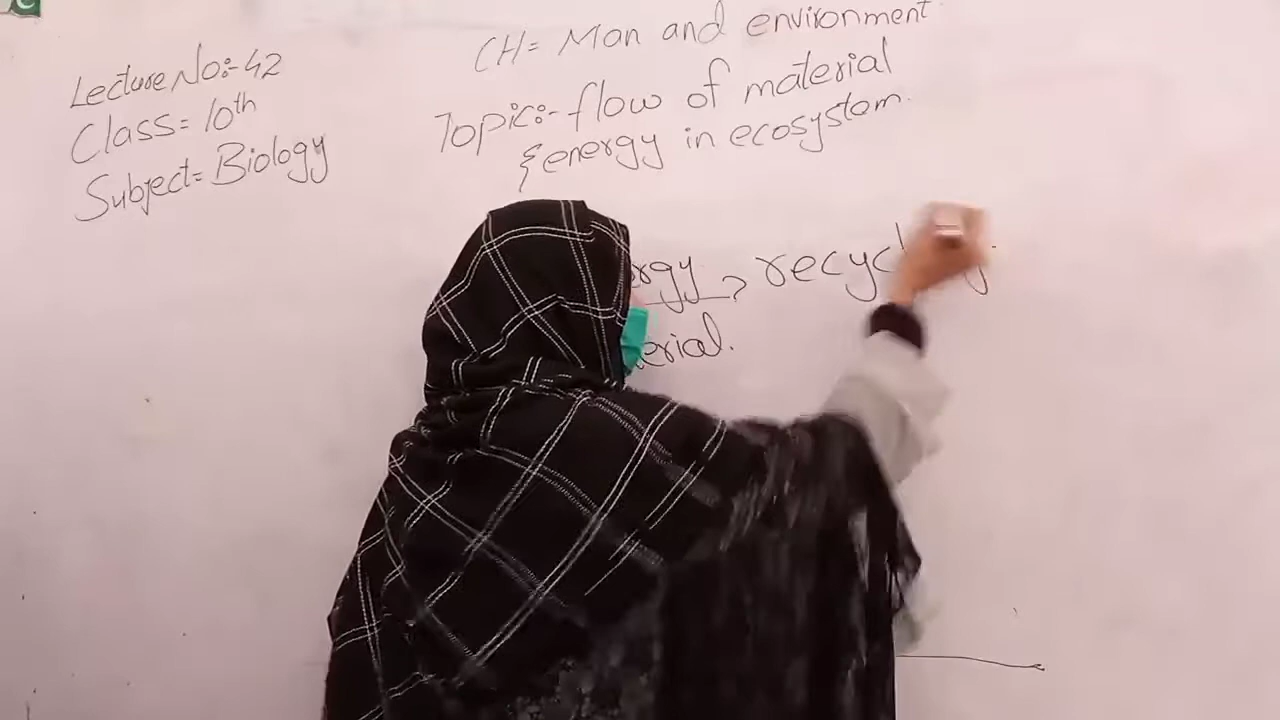 Lecture No:-42
Class= 10th
Subject= Biology
CH= Man and environment
Topic:- flow of material
& energy in ecosystem.